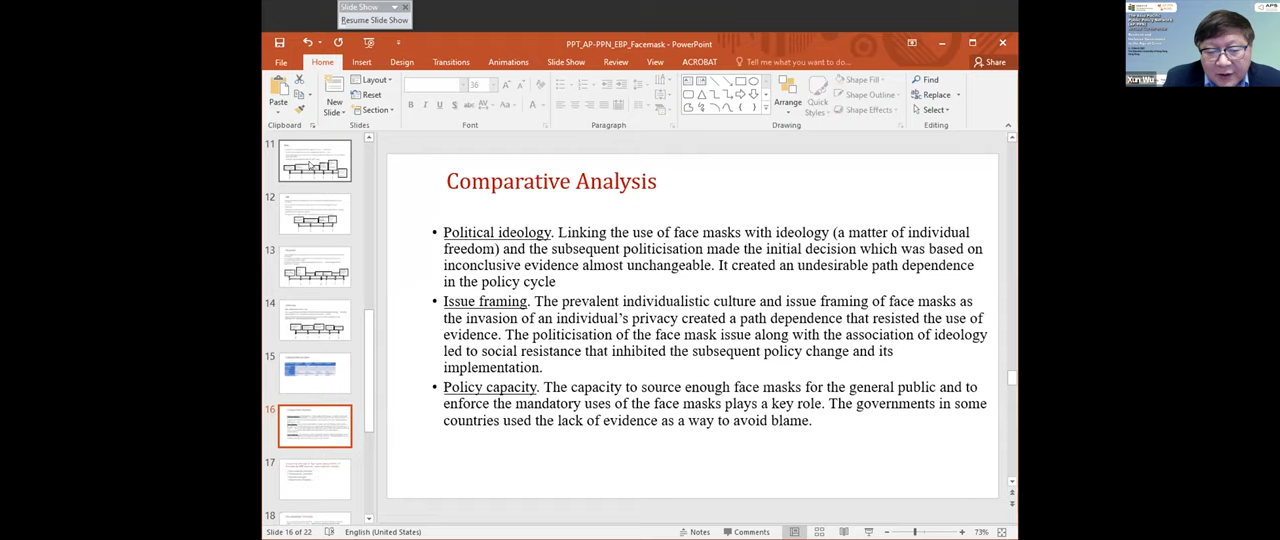 Slide Show
Resume Slide Show
PPT_AP-PPN_EBP_Facemask - PowerPoint
File Home Insert Design Transitions Animations Slide Show Review View ACROBAT Tell me what you want to do... Share
Paste
New Slide
Layout
Reset
Section
36
Arrange
Quick Styles
Shape Fill
Shape Outline
Shape Effects
Find
Replace
Select
Clipboard Slides Font Paragraph Drawing Editing
11
12
13
14
15
16
17
18
Comparative Analysis
• Political ideology. Linking the use of face masks with ideology (a matter of individual
freedom) and the subsequent politicisation made the initial decision which was based on
inconclusive evidence almost unchangeable. It created an undesirable path dependence
in the policy cycle
• Issue framing. The prevalent individualistic culture and issue framing of face masks as
the invasion of an individual's privacy created a path dependence that resisted the use of
evidence. The politicisation of the face mask issue along with the association of ideology
led to social resistance that inhibited the subsequent policy change and its
implementation.
• Policy capacity. The capacity to source enough face masks for the general public and to
enforce the mandatory uses of the face masks plays a key role. The governments in some
countries used the lack of evidence as a way to avoid blame.
Slide 16 of 22 English (United States) Notes Comments 73%
APS
Xun Wu